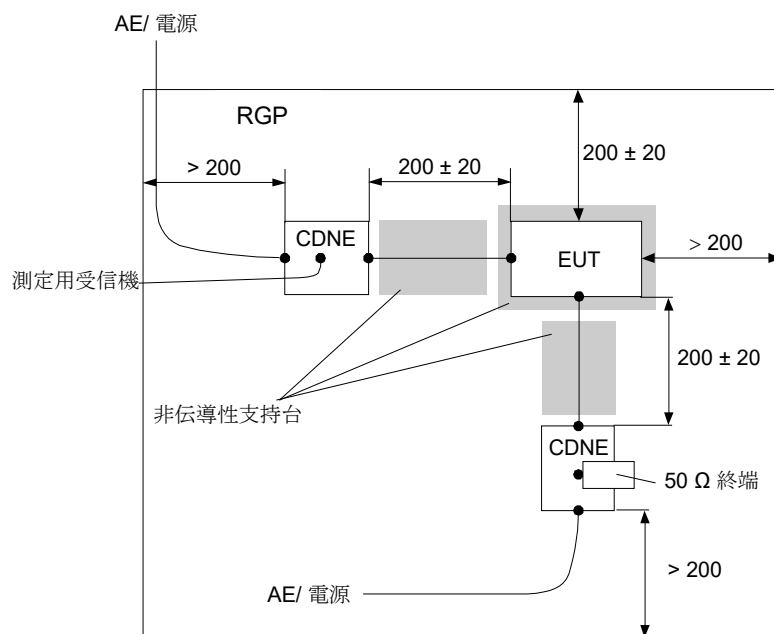 AE/ 電源
RGP
> 200
200 ± 20
200 ± 20
CDNE
EUT
> 200
測定用受信機
200 ± 20
非伝導性支持台
CDNE
50 Ω 終端
> 200
AE/ 電源